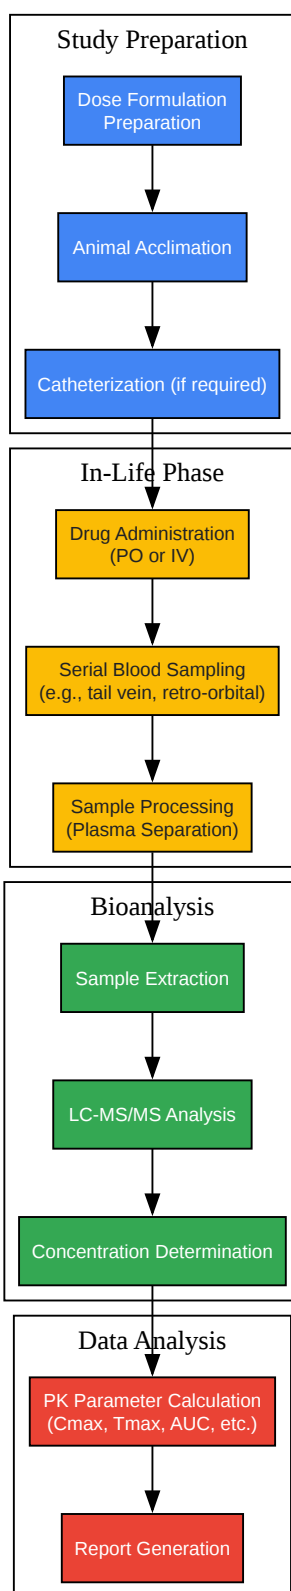 Study Preparation
Dose Formulation
Preparation
Animal Acclimation
Catheterization (if required)
In-Life Phase
Drug Administration
(PO or IV)
Serial Blood Sampling
(e.g., tail vein, retro-orbital)
Sample Processing
(Plasma Separation)
Bioanalysis
Sample Extraction
LC-MS/MS Analysis
Concentration Determination
Data Analysis
PK Parameter Calculation
(Cmax, Tmax, AUC, etc.)
Report Generation